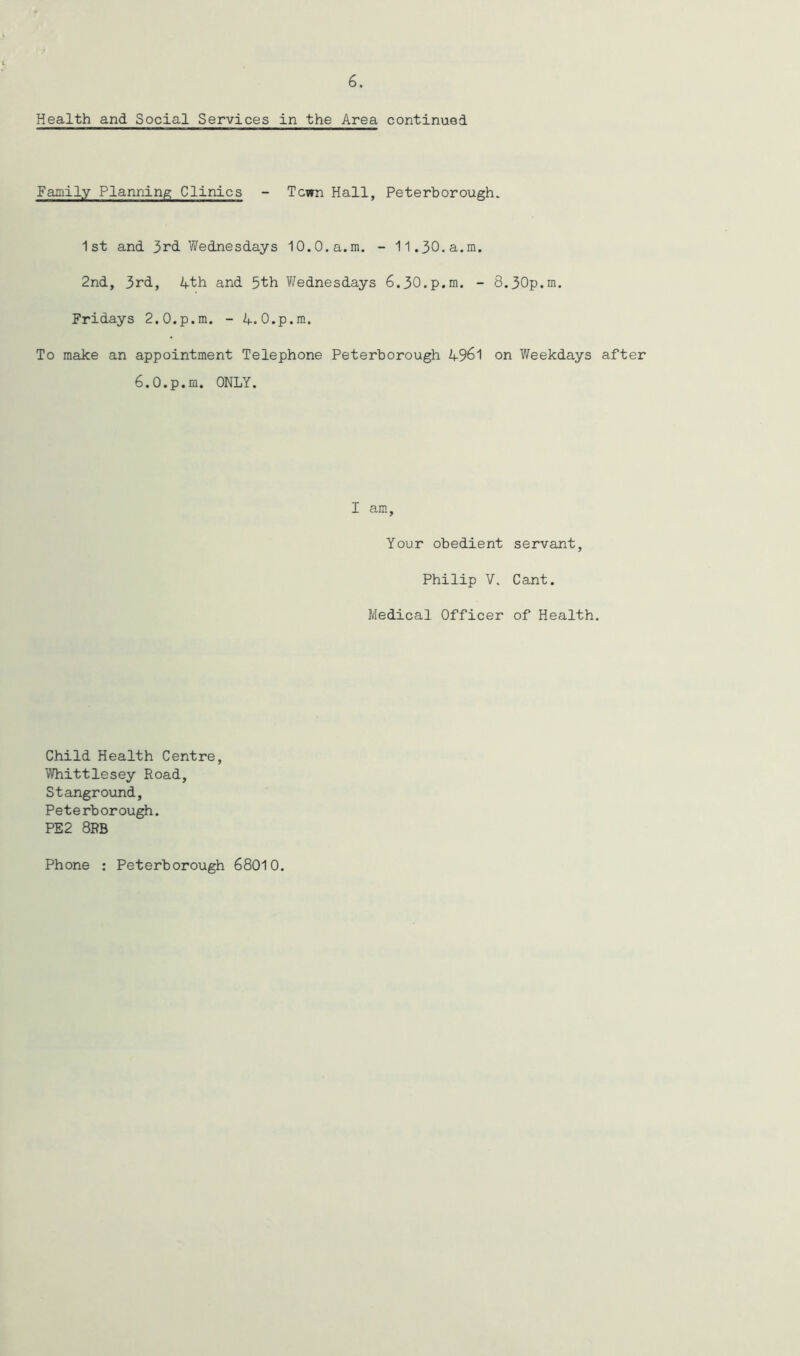 6.
Health and Social Services in the Area continued
Family Planning Clinics - Town Hall, Peterborough.
1st and 3rd Wednesdays 10.0.a.m. - 11.30.a.m.
2nd, 3rd, 4th and 5th Wednesdays 6.30.p.m. - 8.30p.m.
Fridays 2.0.p.m. - 4.0.p.m.
To make an appointment Telephone Peterborough 4961 on Weekdays after
6.0.p.m. ONLY.
I am,
Your obedient servant,
Philip V. Cant.
Medical Officer of Health.
Child Health Centre,
Whittlesey Road,
Stanground,
Peterborough.
PE2 8RB
Phone : Peterborough 68010.